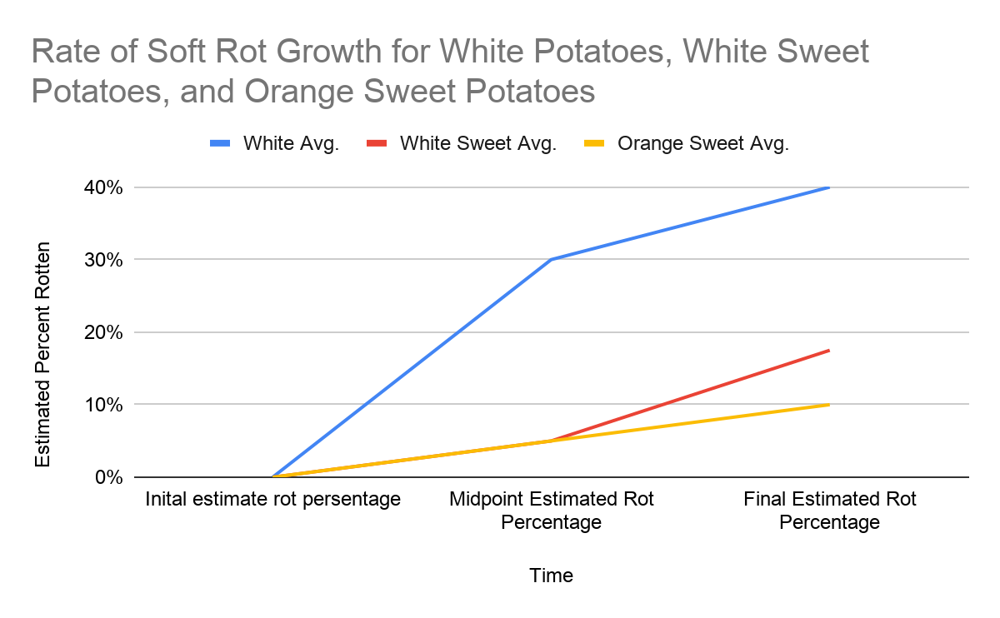 Rate of Soft Rot Growth for White Potatoes, White Sweet
Potatoes, and Orange Sweet Potatoes
White Avg.
White Sweet Avg.
Orange Sweet Avg.
40%
30%
20%
10%
0%
Estimated Percent Rotten
Inital estimate rot persentage
Midpoint Estimated Rot
Percentage
Final Estimated Rot
Percentage
Time